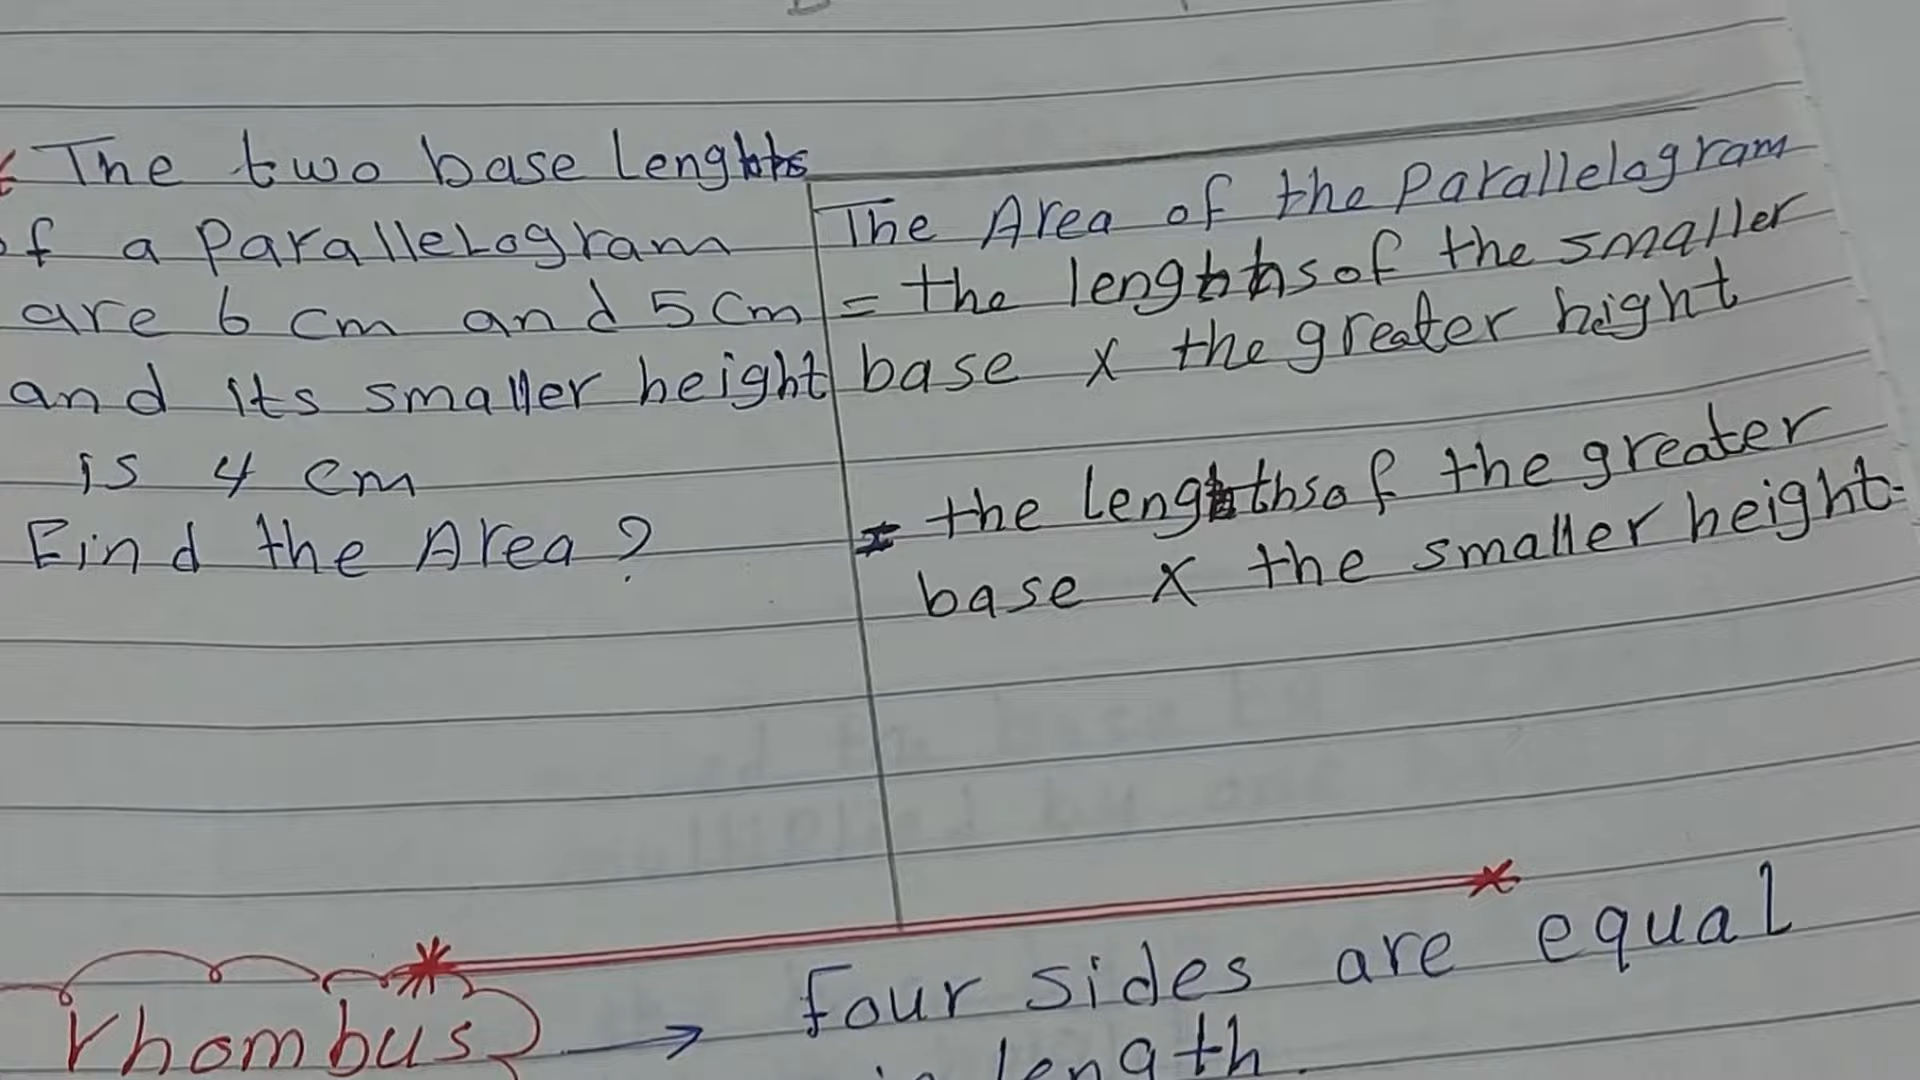 The two base lenghts
of a Parallelogram
are 6 cm and 5 cm
and its smaller height
is 4 cm
Find the Area ?
The Area of the Parallelogram
= the lengths of the smaller
base x the greater hight
= the lengths of the greater
base x the smaller height.
rhombus → four sides are equal
in length.